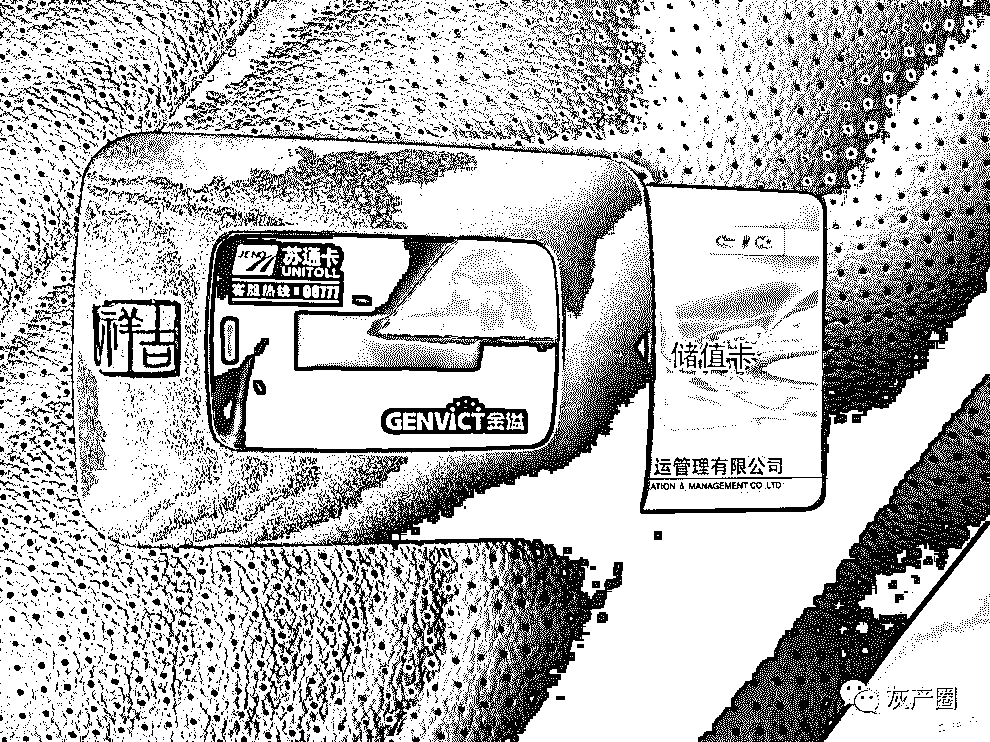 苏通卡
UNITOLL
客服热线:96777
祥吉
GENVICT金溢
储值卡
运管理有限公司
ATION & MANAGEMENT CO.,LTD
灰产圈